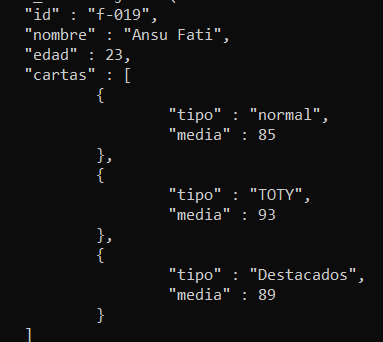 "id" : "f-019",
"nombre" : "Ansu Fati",
"edad" : 23,
"cartas" : [
{
"tipo" : "normal",
"media" : 85
},
{
"tipo" : "TOTY",
"media" : 93
},
{
"tipo" : "Destacados",
"media" : 89
}
]